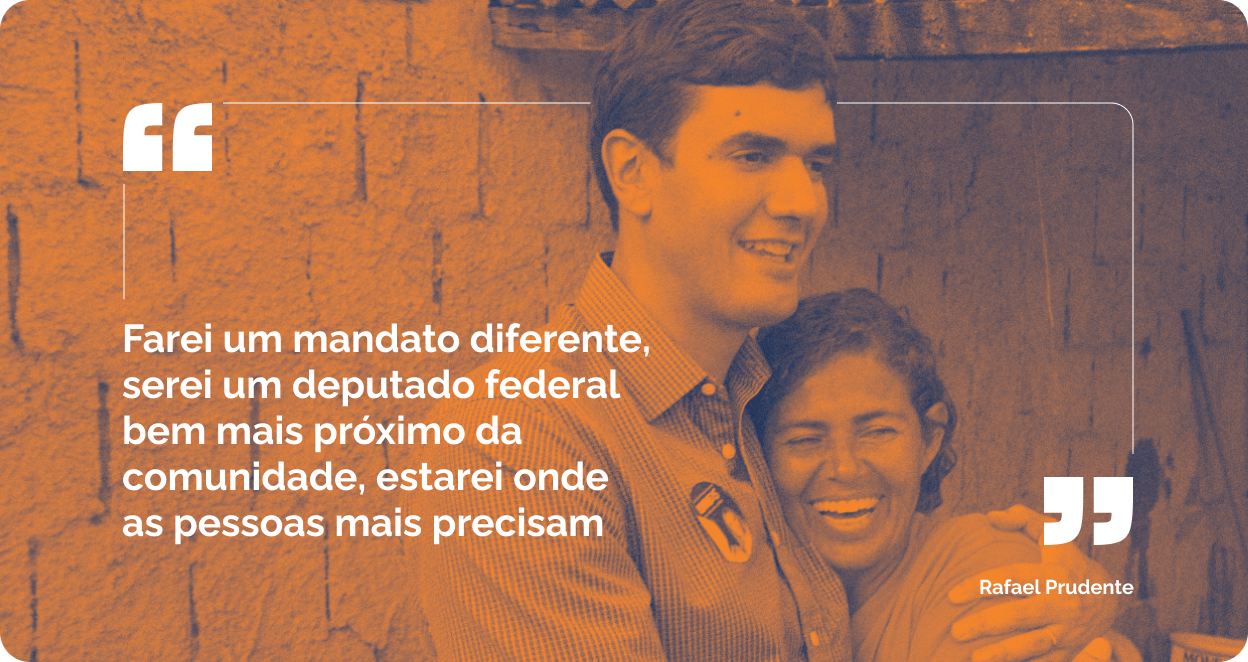 “
Farei um mandato diferente,
serei um deputado federal
bem mais próximo da
comunidade, estarei onde
as pessoas mais precisam
”
Rafael Prudente